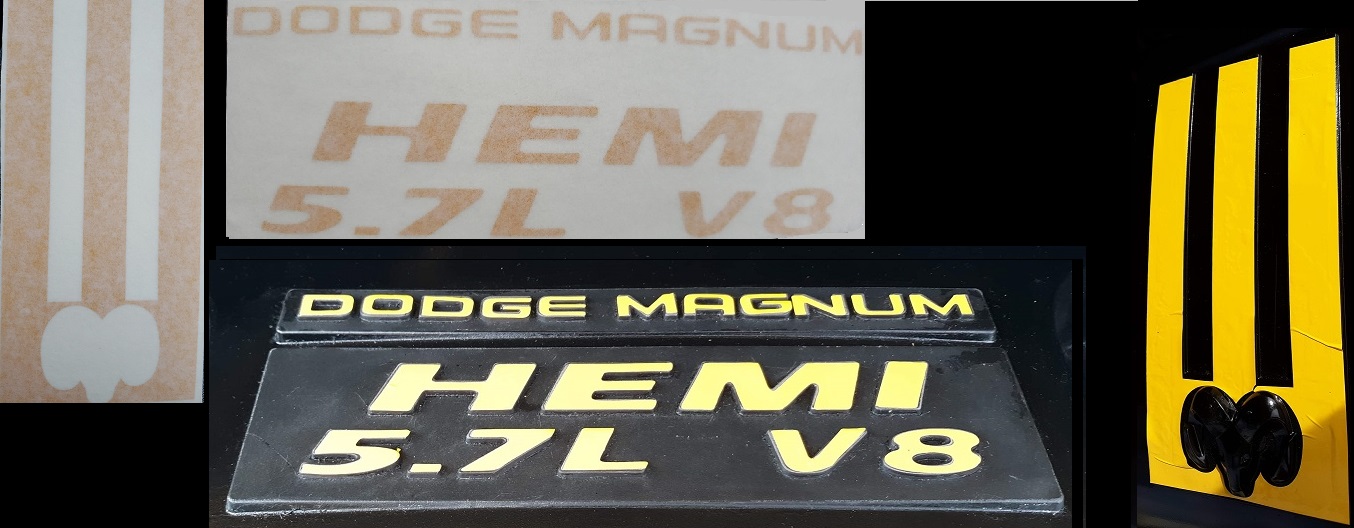 DODGE MAGNUM
HEMI
5.7L V8
DODGE MAGNUM
HEMI
5.7L V8